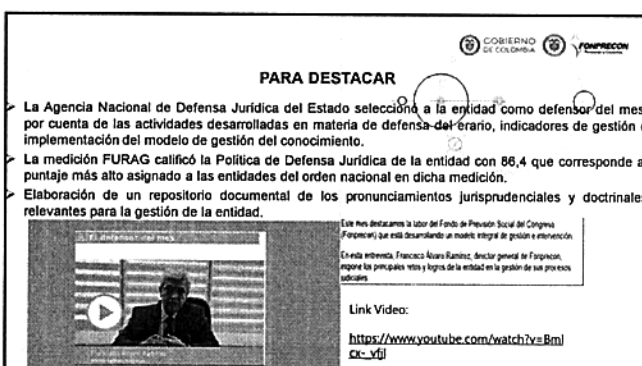 GOBIERNO
DE COLOMBIA
FONPRECON
PARA DESTACAR
La Agencia Nacional de Defensa Jurídica del Estado seleccionó a la entidad como defensor del mes
por cuenta de las actividades desarrolladas en materia de defensa del erario, indicadores de gestión
implementación del modelo de gestión del conocimiento.
La medición FURAG calificó la Política de Defensa Jurídica de la entidad con 86,4 que corresponde a
puntaje más alto asignado a las entidades del orden nacional en dicha medición.
Elaboración de un repositorio documental de los pronunciamientos jurisprudenciales y doctrinales
relevantes para la gestión de la entidad.
Este mes destacamos la labor del Fondo de Previsión Social del Congreso
(Fonprecon) que está desarrollando un modelo integral de gestión e intervención.
En esta entrevista, Francisco Álvaro Ramírez, director general de Fonprecon,
expone los principales retos y logros de la entidad en la gestión de sus procesos
judiciales
El defensor del mes
Link Video:
https://www.youtube.com/watch?v=BmI
cx-_vfjI